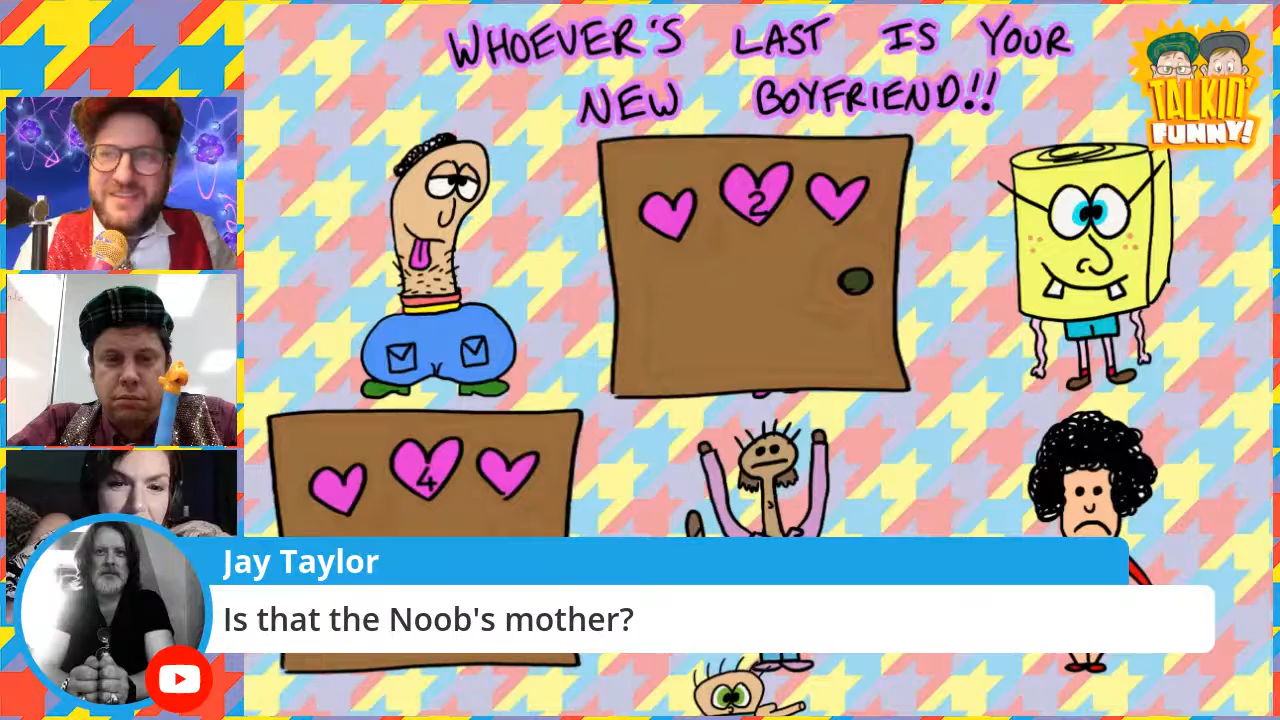 WHOEVER'S LAST IS YOUR
NEW BOYFRIEND!!
TALKIN'
FUNNY!
2
4
Jay Taylor
Is that the Noob's mother?